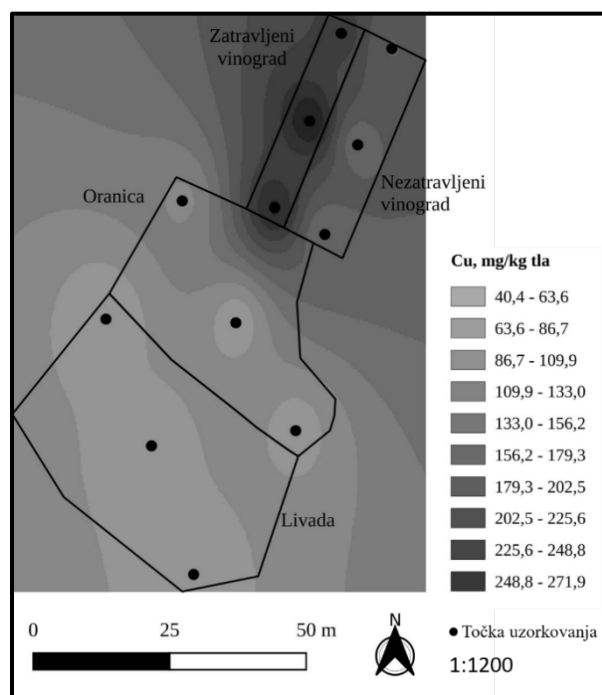 Zatravljeni
vinograd
Oranica
Nezatravljeni
vinograd
Livada
Cu, mg/kg tla
40,4 - 63,6
63,6 - 86,7
86,7 - 109,9
109,9 - 133,0
133,0 - 156,2
156,2 - 179,3
179,3 - 202,5
202,5 - 225,6
225,6 - 248,8
248,8 - 271,9
0 25 50 m
N
Točka uzorkovanja
1:1200